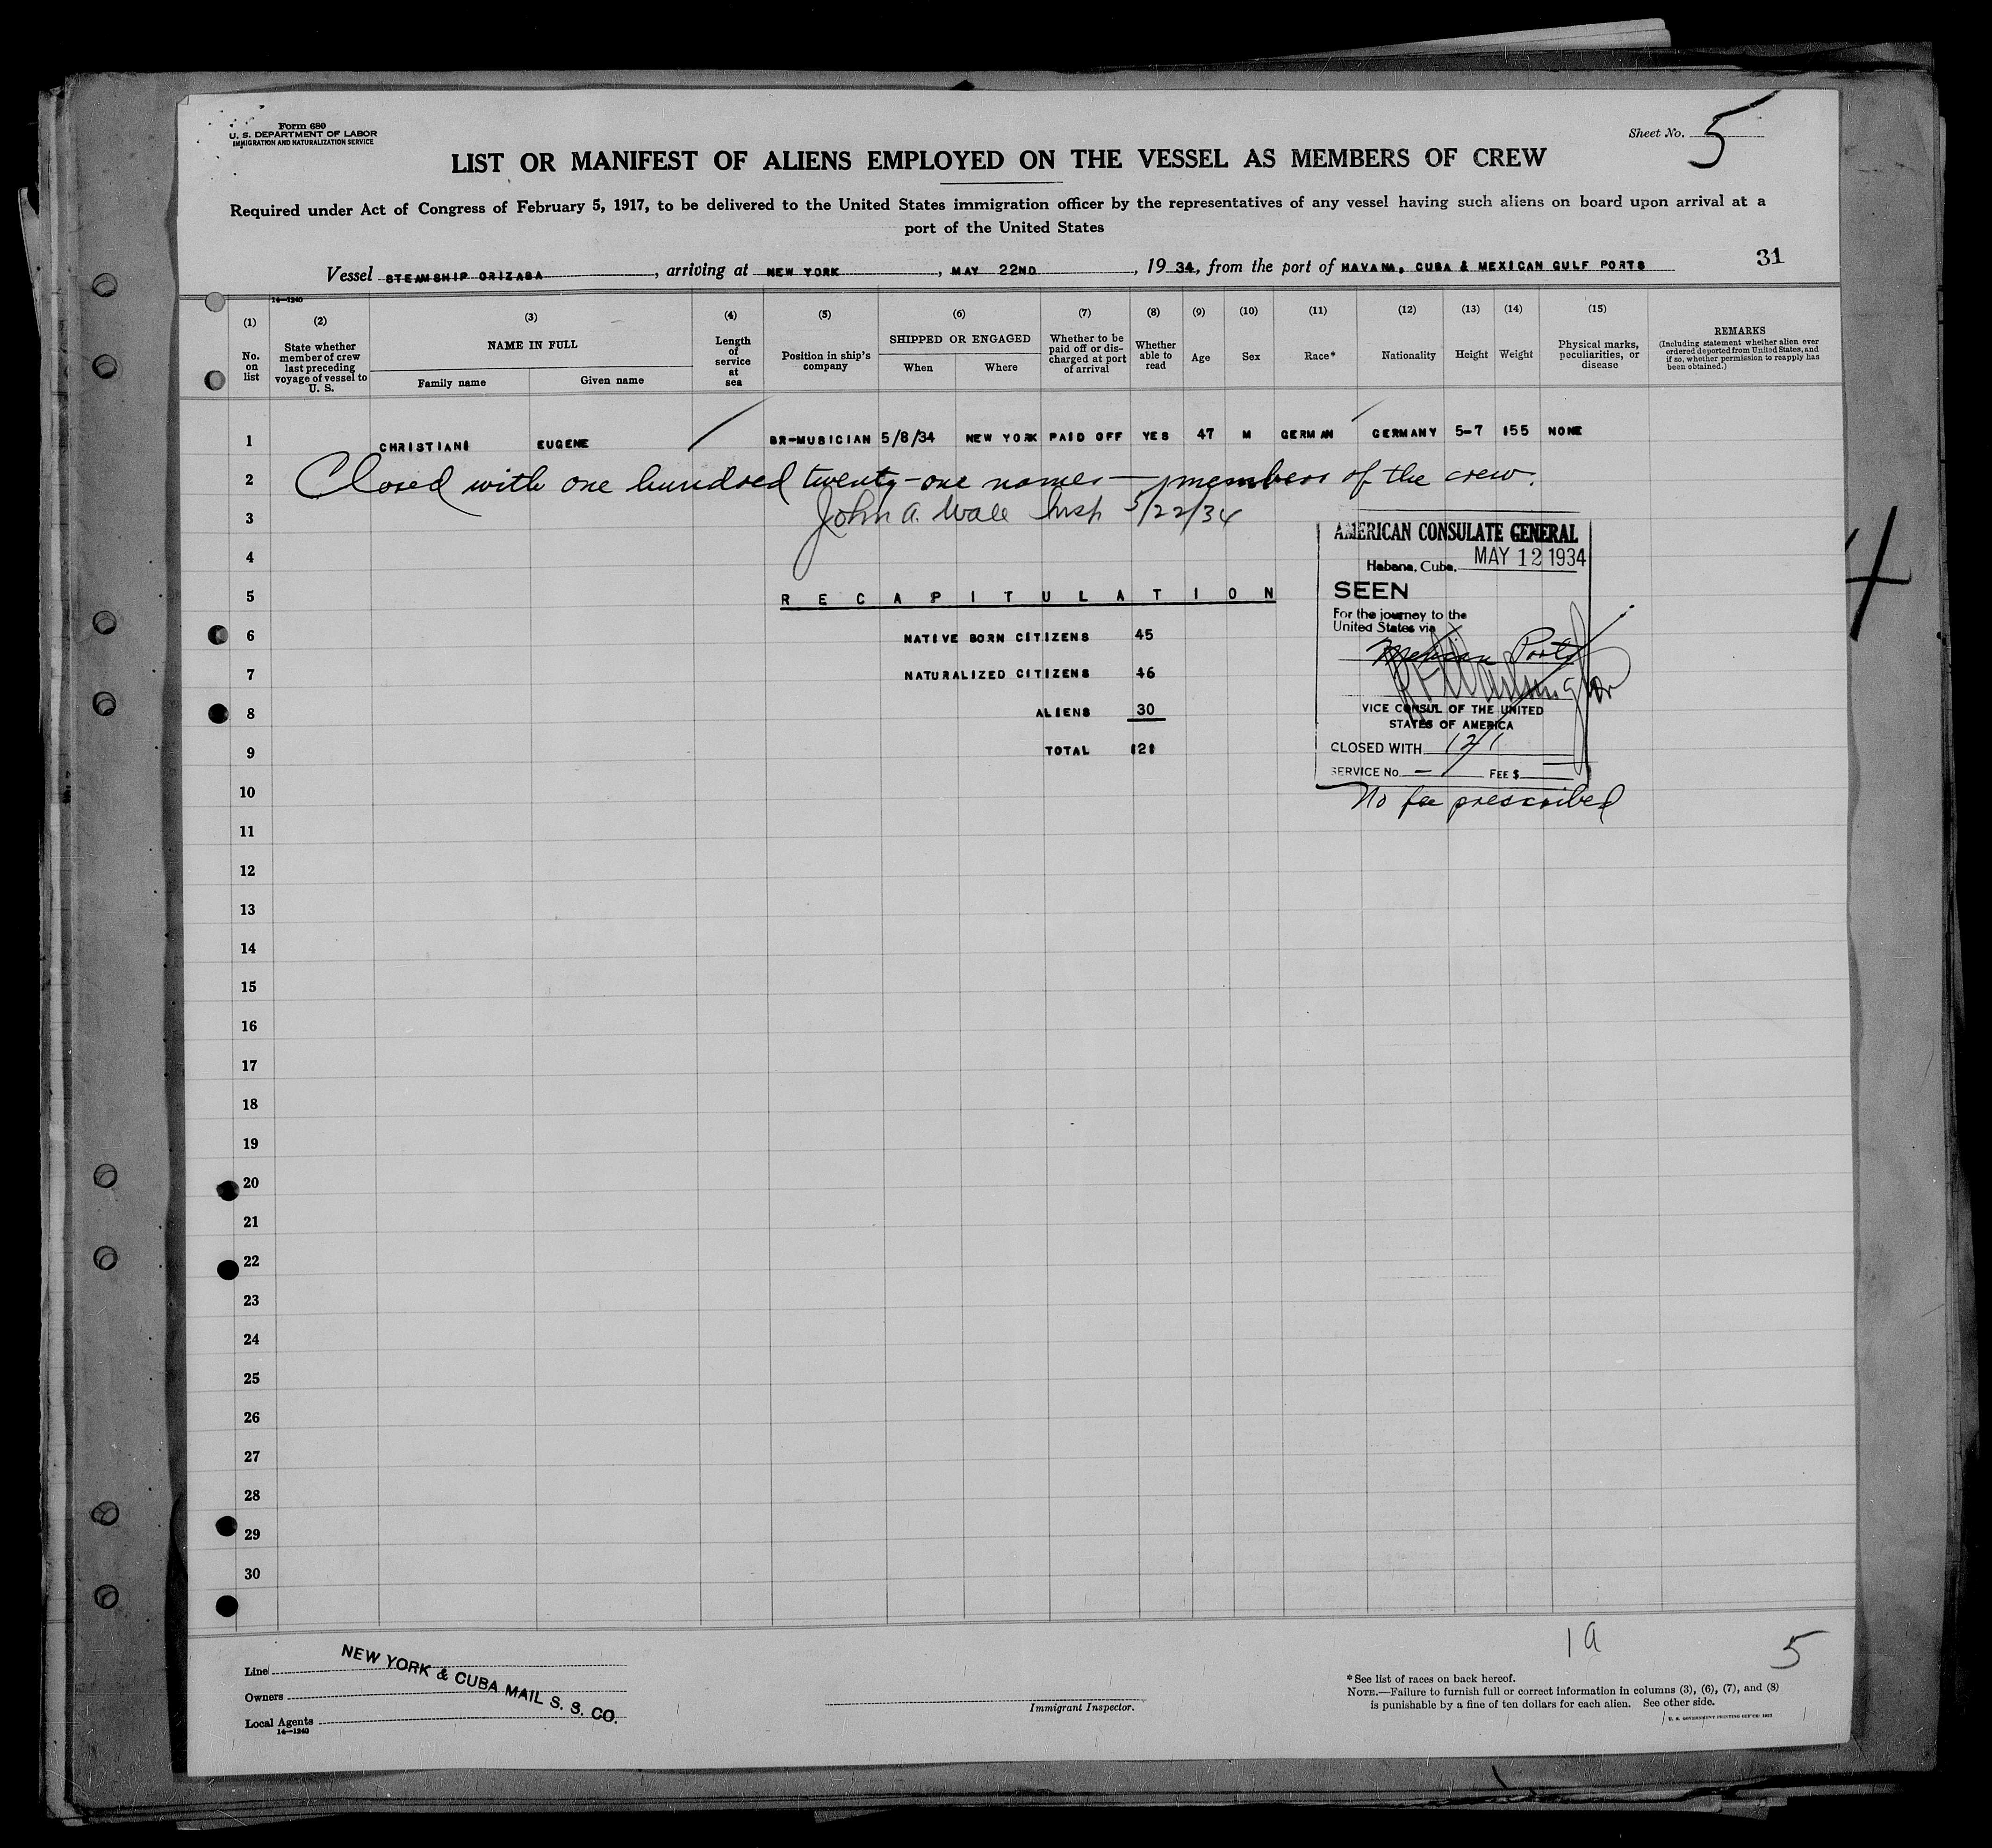 Form 680
U. S. DEPARTMENT OF LABOR
IMMIGRATION AND NATURALIZATION SERVICE
Sheet No. 5
LIST OR MANIFEST OF ALIENS EMPLOYED ON THE VESSEL AS MEMBERS OF CREW
Required under Act of Congress of February 5, 1917, to be delivered to the United States immigration officer by the representatives of any vessel having such aliens on board upon arrival at a
port of the United States
31
Vessel STEAMSHIP ORIZABA, arriving at NEW YORK, MAY 22ND, 1934, from the port of HAVANA, CUBA & MEXICAN GULF PORTS
14—1240
(1) (2) (3) (4) (5) (6) (7) (8) (9) (10) (11) (12) (13) (14) (15)
No. on list
State whether member of crew last preceding voyage of vessel to U. S.
NAME IN FULL
Family name Given name
Length of service at sea
Position in ship's company
SHIPPED OR ENGAGED
When Where
Whether to be paid off or discharged at port of arrival
Whether able to read
Age
Sex
Race*
Nationality
Height
Weight
Physical marks, peculiarities, or disease
REMARKS
(Including statement whether alien ever ordered deported from United States, and if so, whether permission to reapply has been obtained.)
1 CHRISTIANI EUGENE BR-MUSICIAN 5/8/34 NEW YORK PAID OFF YES 47 M GERMAN GERMANY 5-7 155 NONE
2 Closed with one hundred twenty-one names — members of the crew.
3 John A. Wall Insp 5/22/34
AMERICAN CONSULATE GENERAL
4
Habana, Cuba, MAY 12 1934
5 RECAPITULATION
SEEN
For the journey to the
United States via
6 NATIVE BORN CITIZENS 45
Mexican Ports
7 NATURALIZED CITIZENS 46
8 ALIENS 30
VICE CONSUL OF THE UNITED
STATES OF AMERICA
9 TOTAL 121
CLOSED WITH 121
SERVICE No. — FEE $
10
No fee prescribed
11
12
13
14
15
16
17
18
19
20
21
22
23
24
25
26
27
28
29
30
4
1a
5
Line
Owners
Local Agents
14—1240
NEW YORK & CUBA MAIL S. S. CO.
Immigrant Inspector.
*See list of races on back hereof.
NOTE.—Failure to furnish full or correct information in columns (3), (6), (7), and (8)
is punishable by a fine of ten dollars for each alien. See other side.